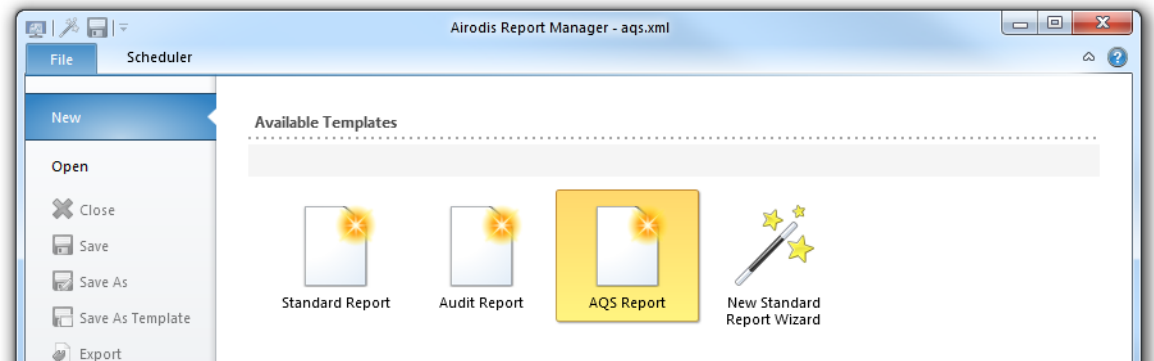 Airodis Report Manager - aqs.xml
File
Scheduler
New
Available Templates
Open
Close
Save
Save As
Save As Template
Export
Standard Report
Audit Report
AQS Report
New Standard
Report Wizard